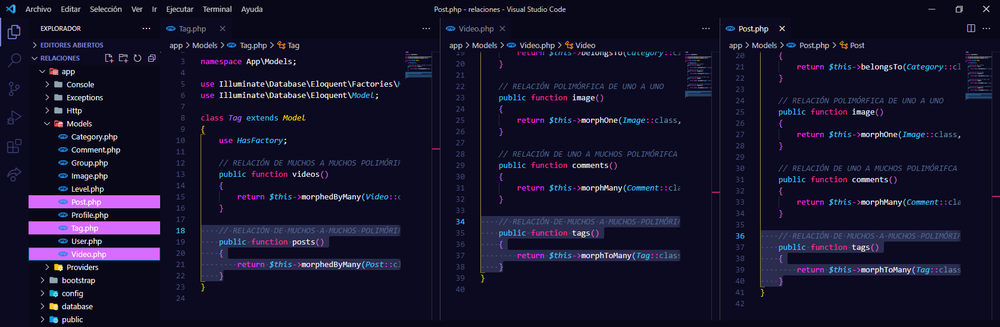 Archivo Editar Selección Ver Ir Ejecutar Terminal Ayuda
Post.php - relaciones - Visual Studio Code
EXPLORADOR
EDITORES ABIERTOS
RELACIONES
app
Console
Exceptions
Http
Models
Category.php
Comment.php
Group.php
Image.php
Level.php
Post.php
Profile.php
Tag.php
User.php
Video.php
Providers
bootstrap
config
database
public
Tag.php
app > Models > Tag.php > Tag
3 namespace App\Models;
4
5 use Illuminate\Database\Eloquent\Factories\
6 use Illuminate\Database\Eloquent\Model;
7
8 class Tag extends Model
9 {
10 use HasFactory;
11
12 // RELACIÓN DE MUCHOS A MUCHOS POLIMÓRIF
13 public function videos()
14 {
15 return $this->morphedByMany(Video::c
16 }
17
18 // RELACIÓN DE MUCHOS A MUCHOS POLIMÓRIF
19 public function posts()
20 {
21 return $this->morphedByMany(Post::cl
22 }
23 }
24
Video.php
app > Models > Video.php > Video
19 return $this->belongsTo(Category::cl
20 }
21
22 // RELACIÓN POLIMÓRFICA DE UNO A UNO
23 public function image()
24 {
25 return $this->morphOne(Image::class,
26 }
27
28 // RELACIÓN DE UNO A MUCHOS POLIMÓRIFCA
29 public function comments()
30 {
31 return $this->morphMany(Comment::cla
32 }
33
34 // RELACIÓN DE MUCHOS A MUCHOS POLIMÓRIF
35 public function tags()
36 {
37 return $this->morphToMany(Tag::class
38 }
39 }
40
Post.php
app > Models > Post.php > Post
20 {
21 return $this->belongsTo(Category::cl
22 }
23
24 // RELACIÓN POLIMÓRFICA DE UNO A UNO
25 public function image()
26 {
27 return $this->morphOne(Image::class,
28 }
29
30 // RELACIÓN DE UNO A MUCHOS POLIMÓRIFCA
31 public function comments()
32 {
33 return $this->morphMany(Comment::cla
34 }
35
36 // RELACIÓN DE MUCHOS A MUCHOS POLIMÓRIF
37 public function tags()
38 {
39 return $this->morphToMany(Tag::class
40 }
41 }
42